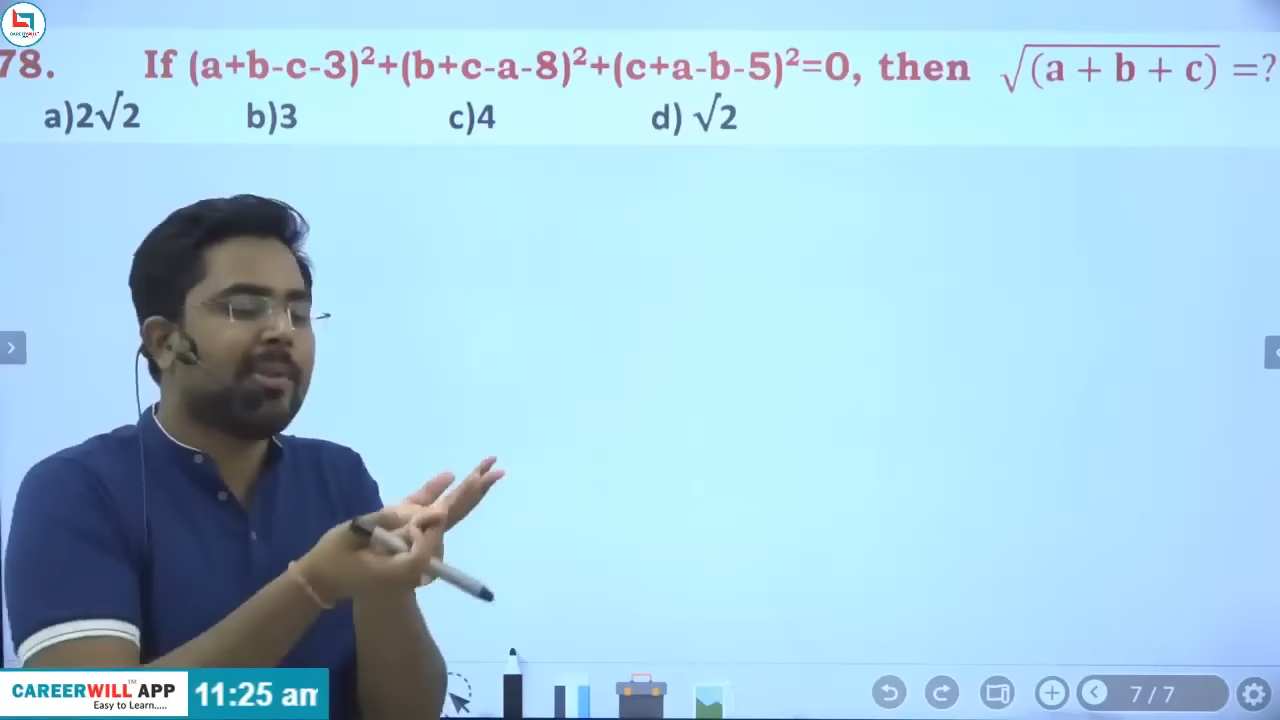 CAREERWILL
78. If (a+b-c-3)²+(b+c-a-8)²+(c+a-b-5)²=0, then √(a + b + c) =?
a)2√2 b)3 c)4 d) √2
CAREERWILL™ APP
Easy to Learn.....
11:25 am
7 / 7